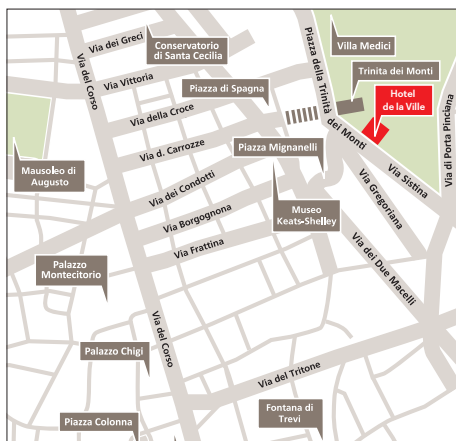 Via dei Greci
Conservatorio
di Santa Cecilia
Piazza della Trinità
dei Monti
Villa Medici
Trinita dei Monti
Hotel
de la Ville
Via Vittoria
Piazza di Spagna
Via del Corso
Via della Croce
Via d. Carrozze
Piazza Mignanelli
Via di Porta Pinciana
Via Sistina
Mausoleo di
Augusto
Via dei Condotti
Via Gregoriana
Museo
Keats-Shelley
Via Borgognona
Via Frattina
Via dei Due Macelli
Palazzo
Montecitorio
Via del Corso
Palazzo Chigi
Via del Tritone
Piazza Colonna
Fontana di
Trevi